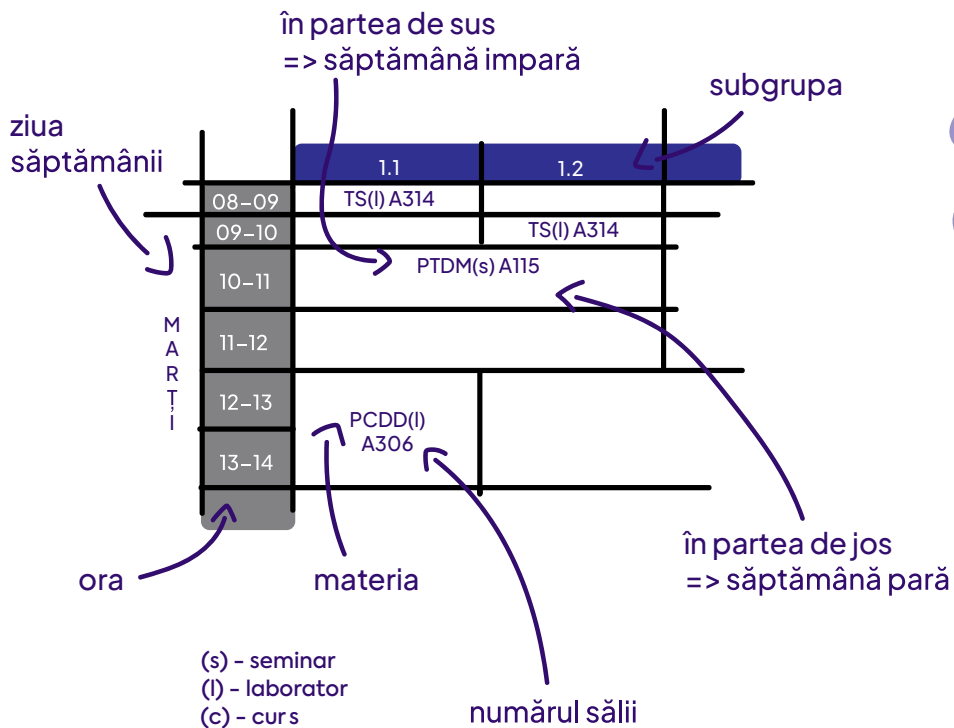 în partea de sus
=> săptămână impară
subgrupa
ziua
săptămânii
1.1 1.2
08-09 TS(l) A314
09-10 TS(l) A314
PTDM(s) A115
10-11
11-12
MARȚI
12-13
PCDD(l)
A306
13-14
în partea de jos
=> săptămână pară
ora materia
(s) - seminar
(l) - laborator
(c) - curs
numărul sălii